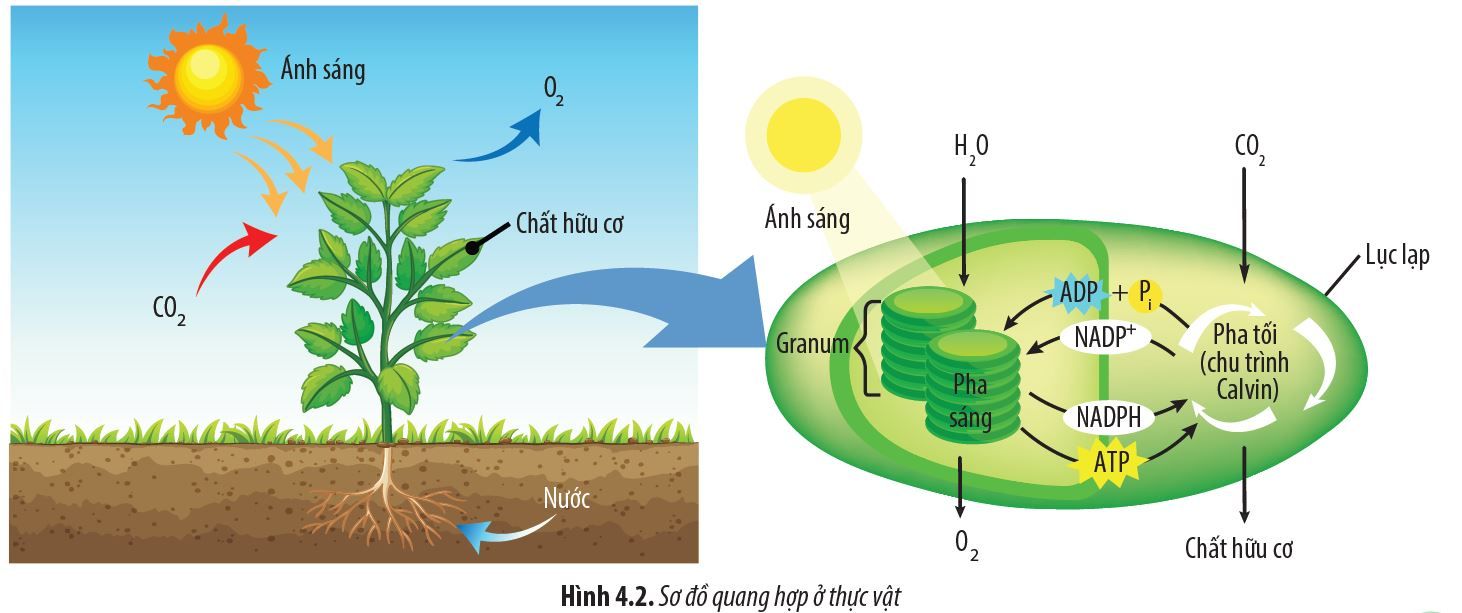 Ánh sáng
O₂
Chất hữu cơ
CO₂
Nước
Ánh sáng
H₂O
CO₂
Lục lạp
Granum
Pha
sáng
ADP + Pᵢ
NADP⁺
NADPH
ATP
Pha tối
(chu trình
Calvin)
O₂
Chất hữu cơ
Hình 4.2. Sơ đồ quang hợp ở thực vật